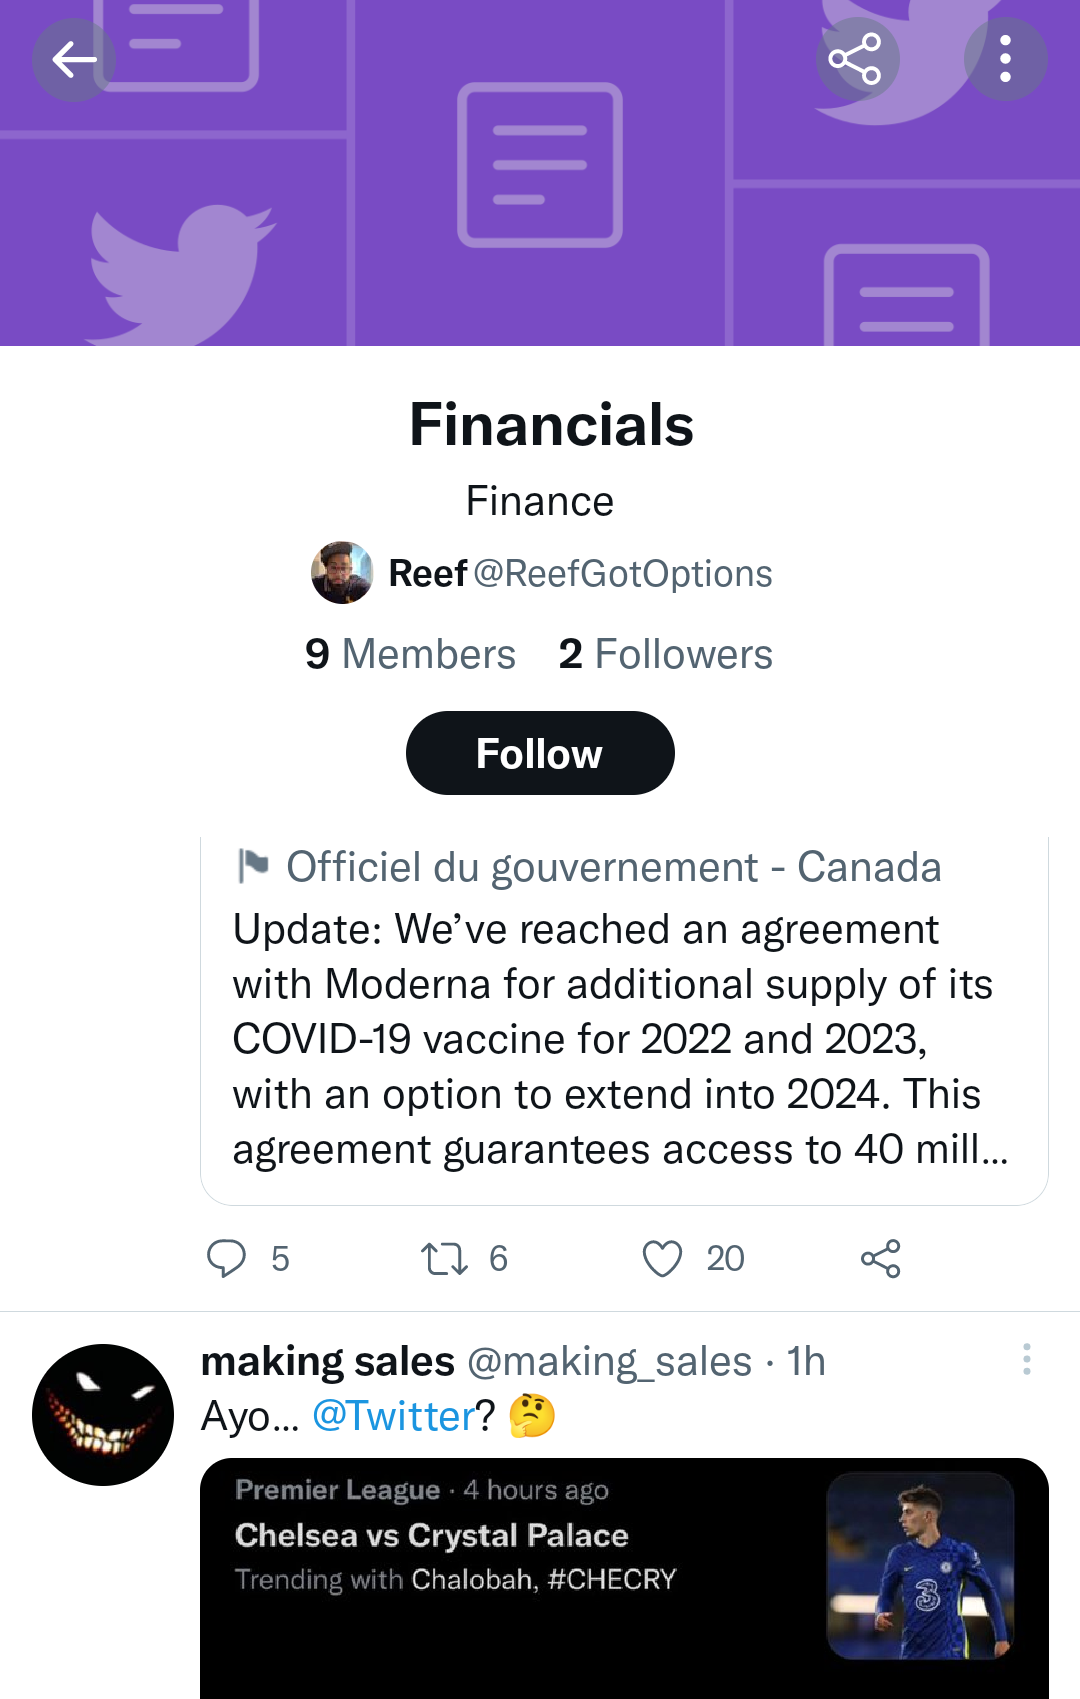 Financials
Finance
Reef @ReefGotOptions
9 Members 2 Followers
Follow
Officiel du gouvernement - Canada
Update: We’ve reached an agreement
with Moderna for additional supply of its
COVID-19 vaccine for 2022 and 2023,
with an option to extend into 2024. This
agreement guarantees access to 40 mill...
5 6 20
making sales @making_sales · 1h
Ayo... @Twitter? 🤔
Premier League · 4 hours ago
Chelsea vs Crystal Palace
Trending with Chalobah, #CHECRY
3